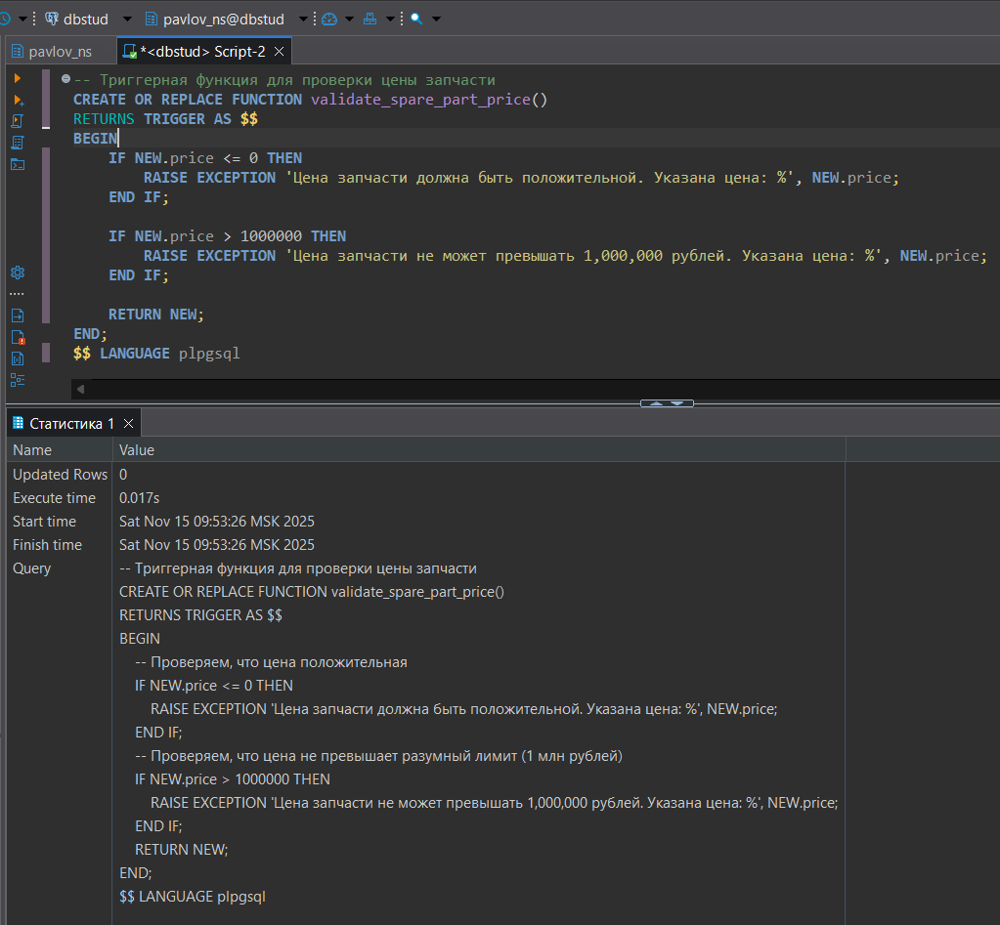 dbstud pavlov_ns@dbstud
pavlov_ns *<dbstud> Script-2
-- Триггерная функция для проверки цены запчасти
CREATE OR REPLACE FUNCTION validate_spare_part_price()
RETURNS TRIGGER AS $$
BEGIN
IF NEW.price <= 0 THEN
RAISE EXCEPTION 'Цена запчасти должна быть положительной. Указана цена: %', NEW.price;
END IF;
IF NEW.price > 1000000 THEN
RAISE EXCEPTION 'Цена запчасти не может превышать 1,000,000 рублей. Указана цена: %', NEW.price;
END IF;
RETURN NEW;
END;
$$ LANGUAGE plpgsql
Статистика 1
Name Value
Updated Rows 0
Execute time 0.017s
Start time Sat Nov 15 09:53:26 MSK 2025
Finish time Sat Nov 15 09:53:26 MSK 2025
Query -- Триггерная функция для проверки цены запчасти
CREATE OR REPLACE FUNCTION validate_spare_part_price()
RETURNS TRIGGER AS $$
BEGIN
-- Проверяем, что цена положительная
IF NEW.price <= 0 THEN
RAISE EXCEPTION 'Цена запчасти должна быть положительной. Указана цена: %', NEW.price;
END IF;
-- Проверяем, что цена не превышает разумный лимит (1 млн рублей)
IF NEW.price > 1000000 THEN
RAISE EXCEPTION 'Цена запчасти не может превышать 1,000,000 рублей. Указана цена: %', NEW.price;
END IF;
RETURN NEW;
END;
$$ LANGUAGE plpgsql